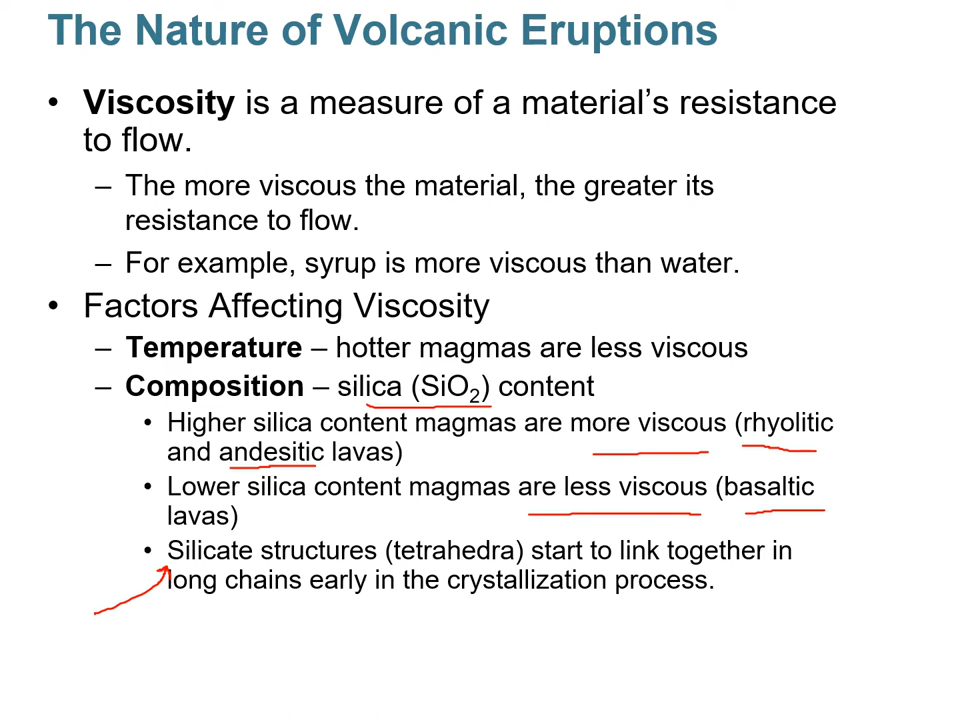 The Nature of Volcanic Eruptions
• Viscosity is a measure of a material's resistance
to flow.
– The more viscous the material, the greater its
resistance to flow.
– For example, syrup is more viscous than water.
• Factors Affecting Viscosity
– Temperature – hotter magmas are less viscous
– Composition – silica (SiO₂) content
• Higher silica content magmas are more viscous (rhyolitic
and andesitic lavas)
• Lower silica content magmas are less viscous (basaltic
lavas)
• Silicate structures (tetrahedra) start to link together in
long chains early in the crystallization process.